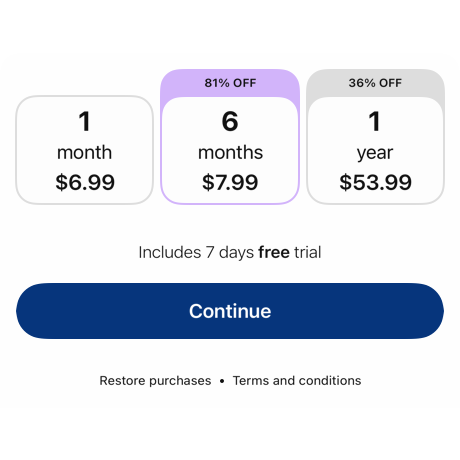 1
month
$6.99
81% OFF
6
months
$7.99
36% OFF
1
year
$53.99
Includes 7 days free trial
Continue
Restore purchases • Terms and conditions